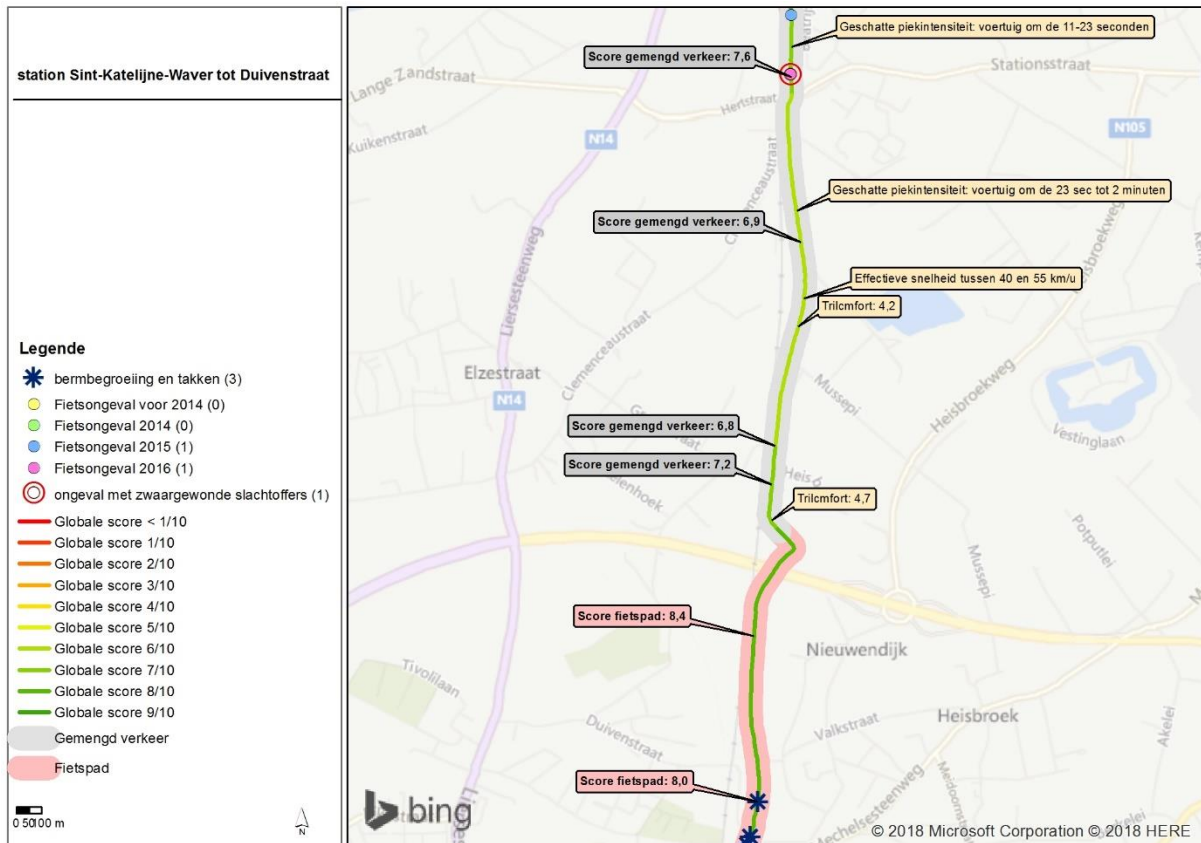 station Sint-Katelijne-Waver tot Duivenstraat
Legende
bermbegroeiing en takken (3)
Fietsongeval voor 2014 (0)
Fietsongeval 2014 (0)
Fietsongeval 2015 (1)
Fietsongeval 2016 (1)
ongeval met zwaargewonde slachtoffers (1)
Globale score < 1/10
Globale score 1/10
Globale score 2/10
Globale score 3/10
Globale score 4/10
Globale score 5/10
Globale score 6/10
Globale score 7/10
Globale score 8/10
Globale score 9/10
Gemengd verkeer
Fietspad
0 50100 m
N
Geschatte piekintensiteit: voertuig om de 11-23 seconden
Score gemengd verkeer: 7,6
Stationsstraat
Lange Zandstraat
Hertstraat
Kuikenstraat
N14
N105
Clemenceaustraat
Geschatte piekintensiteit: voertuig om de 23 sec tot 2 minuten
Score gemengd verkeer: 6,9
Liersesteenweg
Heisbroekweg
Effectieve snelheid tussen 40 en 55 km/u
Trilcmfort: 4,2
Elzestraat
Clemenceaustraat
N14
Mussepi
Heisbroekweg
Vestinglaan
Score gemengd verkeer: 6,8
Score gemengd verkeer: 7,2
Heis
elenhoek
Trilcmfort: 4,7
Potputlei
Mussepi
Score fietspad: 8,4
Nieuwendijk
Tivolilaan
Duivenstraat
Valkstraat
Heisbroek
Akelei
Score fietspad: 8,0
Mechelsesteenweg
Meidoornst
bing
© 2018 Microsoft Corporation © 2018 HERE